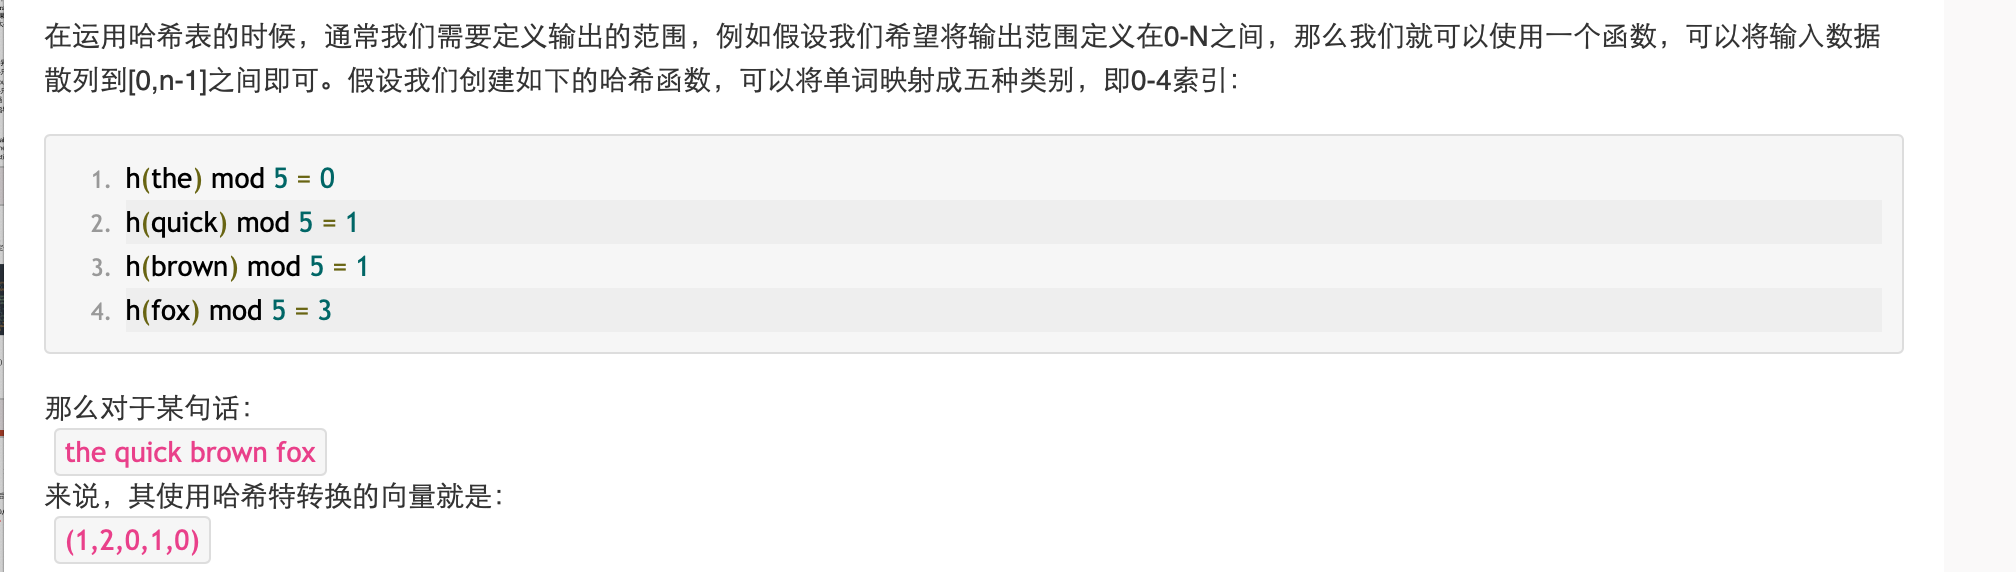 在运用哈希表的时候，通常我们需要定义输出的范围，例如假设我们希望将输出范围定义在0-N之间，那么我们就可以使用一个函数，可以将输入数据
散列到[0,n-1]之间即可。假设我们创建如下的哈希函数，可以将单词映射成五种类别，即0-4索引：
1. h(the) mod 5 = 0
2. h(quick) mod 5 = 1
3. h(brown) mod 5 = 1
4. h(fox) mod 5 = 3
那么对于某句话：
the quick brown fox
来说，其使用哈希特转换的向量就是：
(1,2,0,1,0)